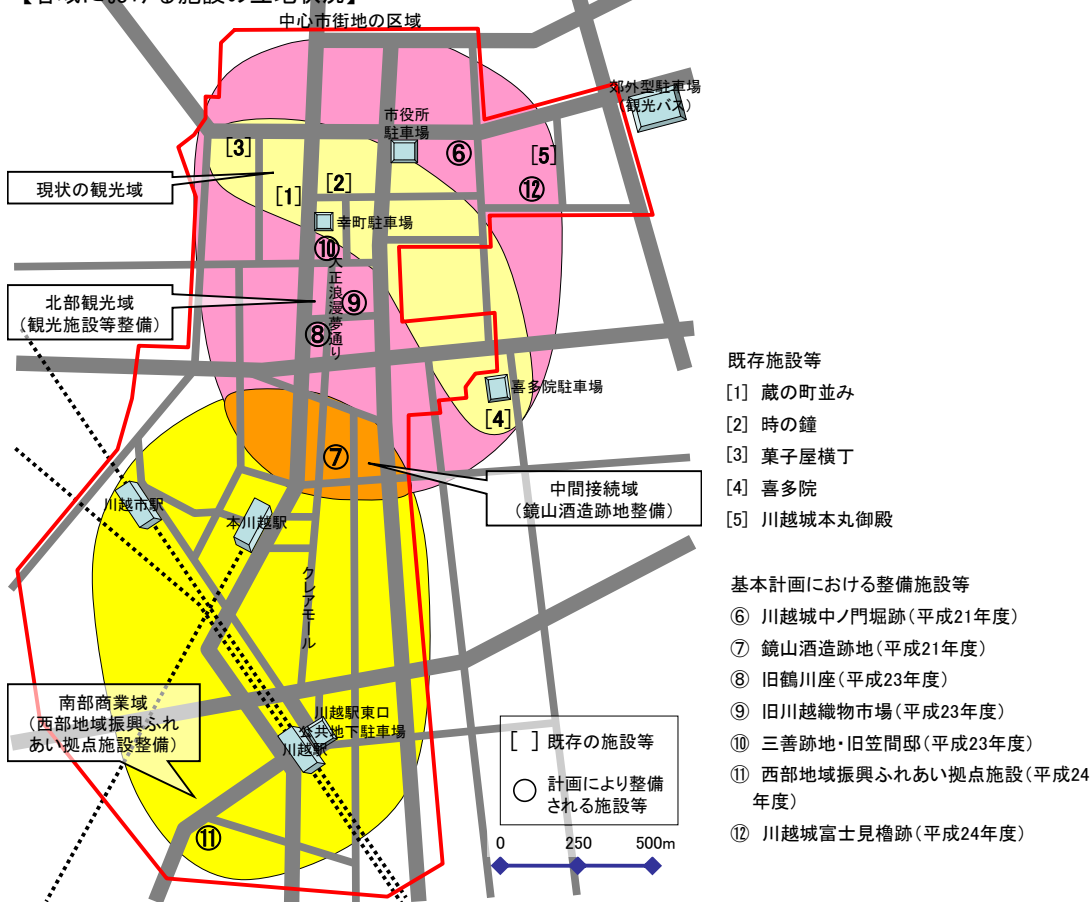 【各域における施設の立地状況】
中心市街地の区域
郊外型駐車場
(観光バス)
市役所
駐車場
[3]
⑥
[5]
現状の観光域
[1]
[2]
⑫
幸町駐車場
⑩
大正浪漫夢通り
北部観光域
(観光施設等整備)
⑨
⑧
喜多院駐車場
[4]
⑦
中間接続域
(鏡山酒造跡地整備)
川越市駅
本川越駅
クレアモール
南部商業域
(西部地域振興ふれ
あい拠点施設整備)
川越駅東口
公共地下駐車場
川越駅
⑪
[ ] 既存の施設等
○ 計画により整備
される施設等
0 250 500m
既存施設等
[1] 蔵の町並み
[2] 時の鐘
[3] 菓子屋横丁
[4] 喜多院
[5] 川越城本丸御殿
基本計画における整備施設等
⑥ 川越城中ノ門堀跡(平成21年度)
⑦ 鏡山酒造跡地(平成21年度)
⑧ 旧鶴川座(平成23年度)
⑨ 旧川越織物市場(平成23年度)
⑩ 三善跡地・旧笠間邸(平成23年度)
⑪ 西部地域振興ふれあい拠点施設(平成24
年度)
⑫ 川越城富士見櫓跡(平成24年度)